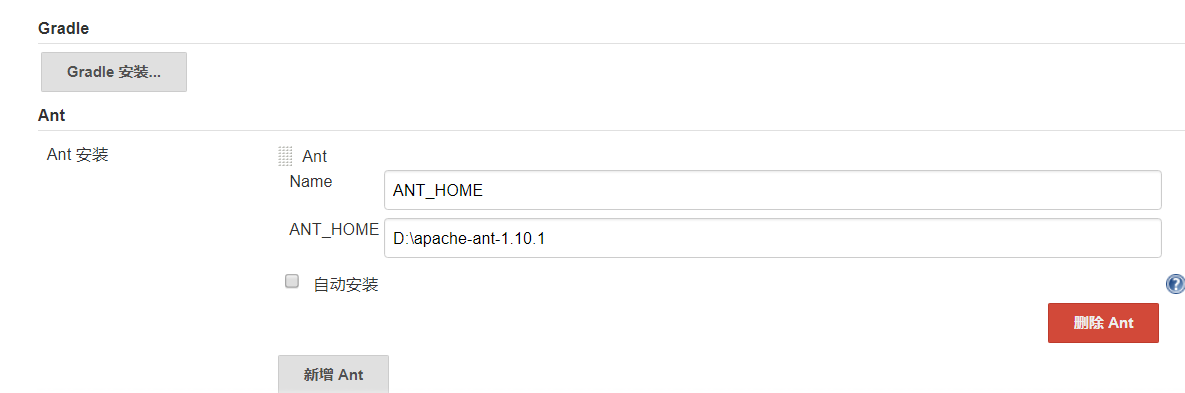 Gradle
Gradle 安装...
Ant
Ant 安装
Ant
Name
ANT_HOME
ANT_HOME
D:\apache-ant-1.10.1
自动安装
?
删除 Ant
新增 Ant